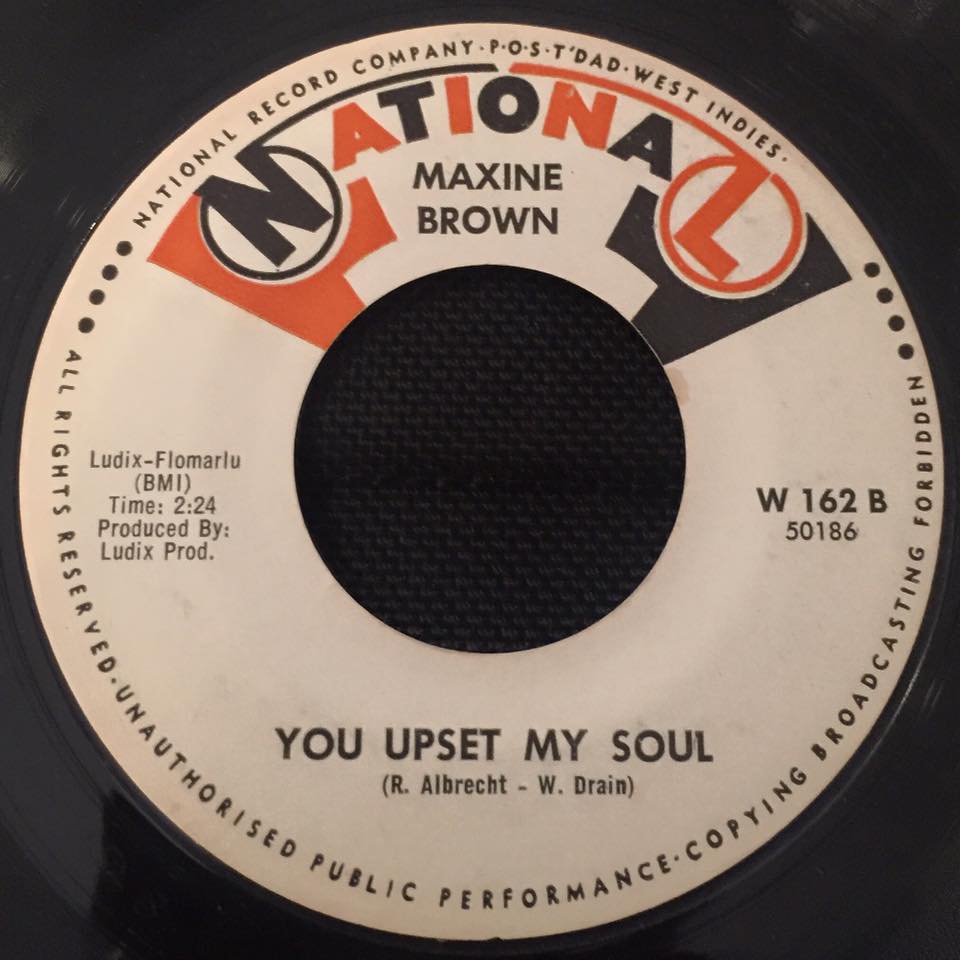 NATIONAL RECORD COMPANY·P·O·S·T'DAD·WEST INDIES·
NATIONAL
MAXINE
BROWN
Ludix-Flomarlu
(BMI)
Time: 2:24
Produced By:
Ludix Prod.
W 162 B
50186
YOU UPSET MY SOUL
(R. Albrecht - W. Drain)
ALL RIGHTS RESERVED·UNAUTHORISED PUBLIC PERFORMANCE·COPYING BROADCASTING FORBIDDEN